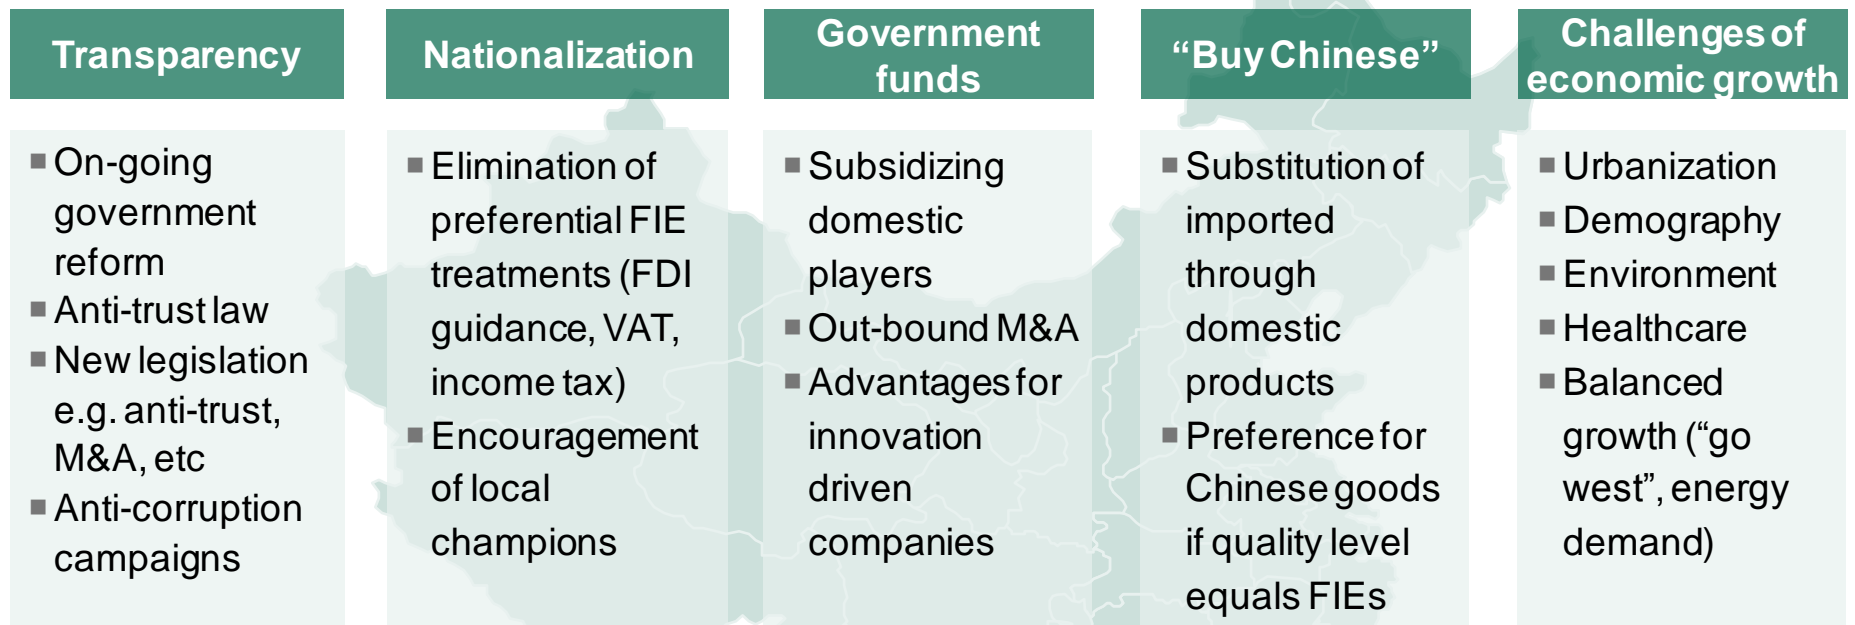 Transparency
On-going
government
reform
Anti-trust law
New legislation
e.g. anti-trust,
M&A, etc
Anti-corruption
campaigns
Nationalization
Elimination of
preferential FIE
treatments (FDI
guidance, VAT,
income tax)
Encouragement
of local
champions
Government
funds
Subsidizing
domestic
players
Out-bound M&A
Advantages for
innovation
driven
companies
“Buy Chinese”
Substitution of
imported
through
domestic
products
Preference for
Chinese goods
if quality level
equals FIEs
Challenges of
economic growth
Urbanization
Demography
Environment
Healthcare
Balanced
growth (“go
west”, energy
demand)